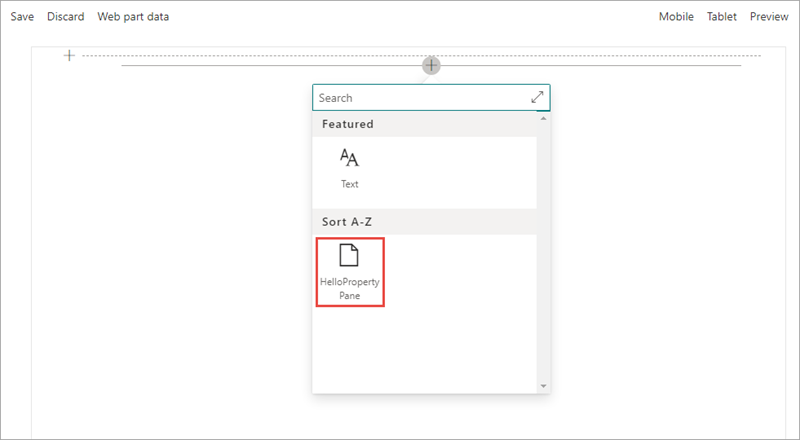 Save Discard Web part data Mobile Tablet Preview
Search
Featured
Text
Sort A-Z
HelloProperty
Pane